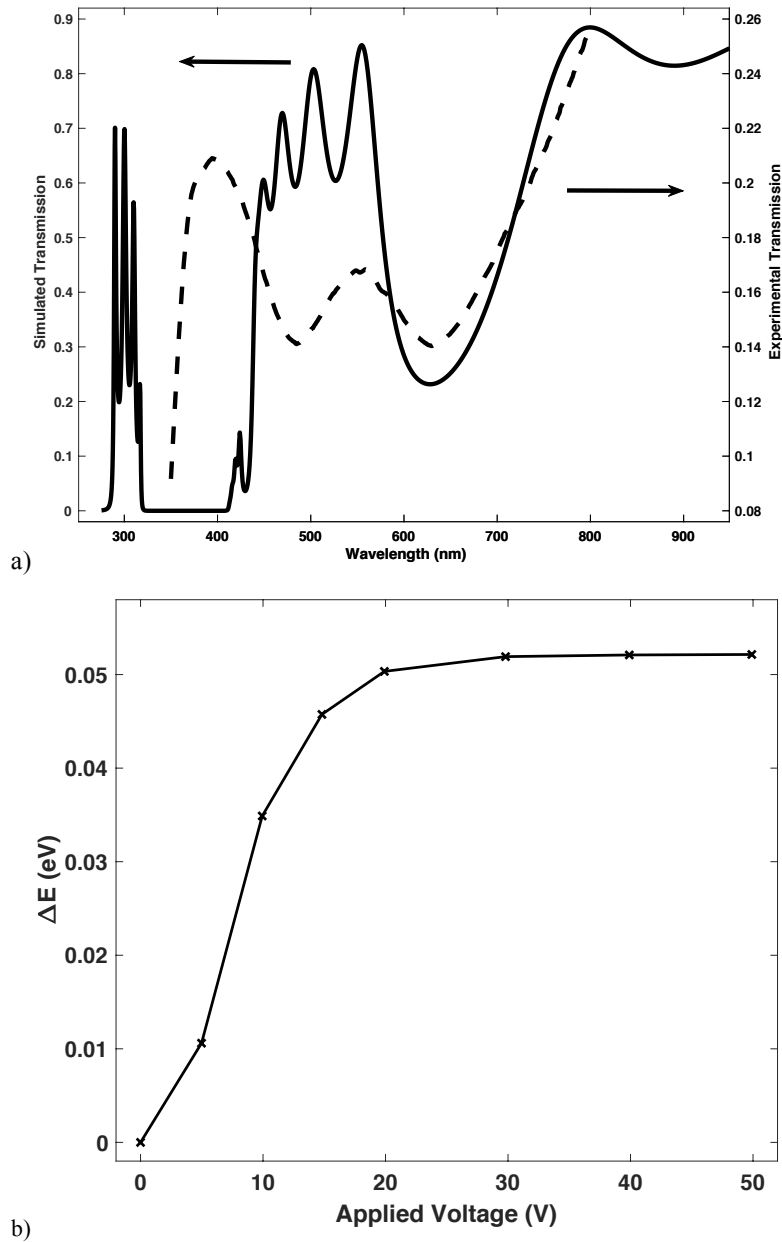 0.9
0.8
0.7
0.6
0.5
0.4
0.3
0.2
0.1
0
Simulated Transmission
0.26
0.24
0.22
0.2
0.18
0.16
0.14
0.12
0.1
0.08
Experimental Transmission
300 400 500 600 700 800 900
Wavelength (nm)
a)
0.05
0.04
0.03
0.02
0.01
0
ΔE (eV)
0 10 20 30 40 50
Applied Voltage (V)
b)